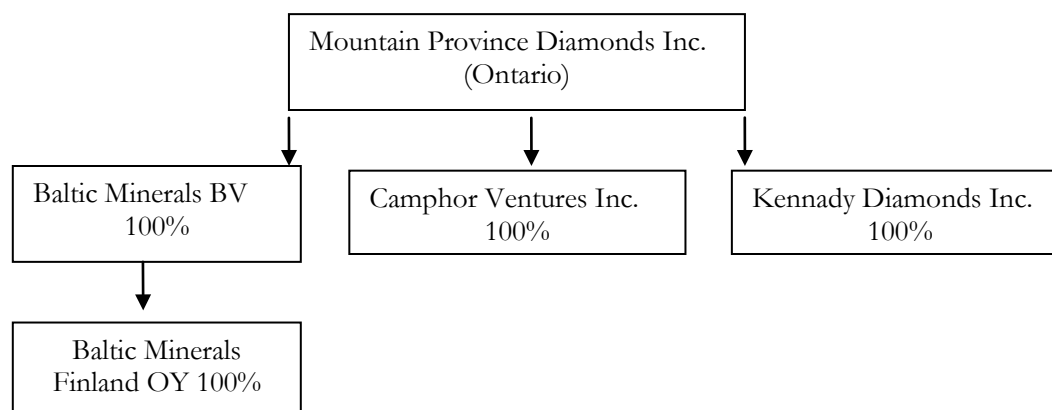 Mountain Province Diamonds Inc.
(Ontario)
Baltic Minerals BV
100%
Camphor Ventures Inc.
100%
Kennady Diamonds Inc.
100%
Baltic Minerals
Finland OY 100%